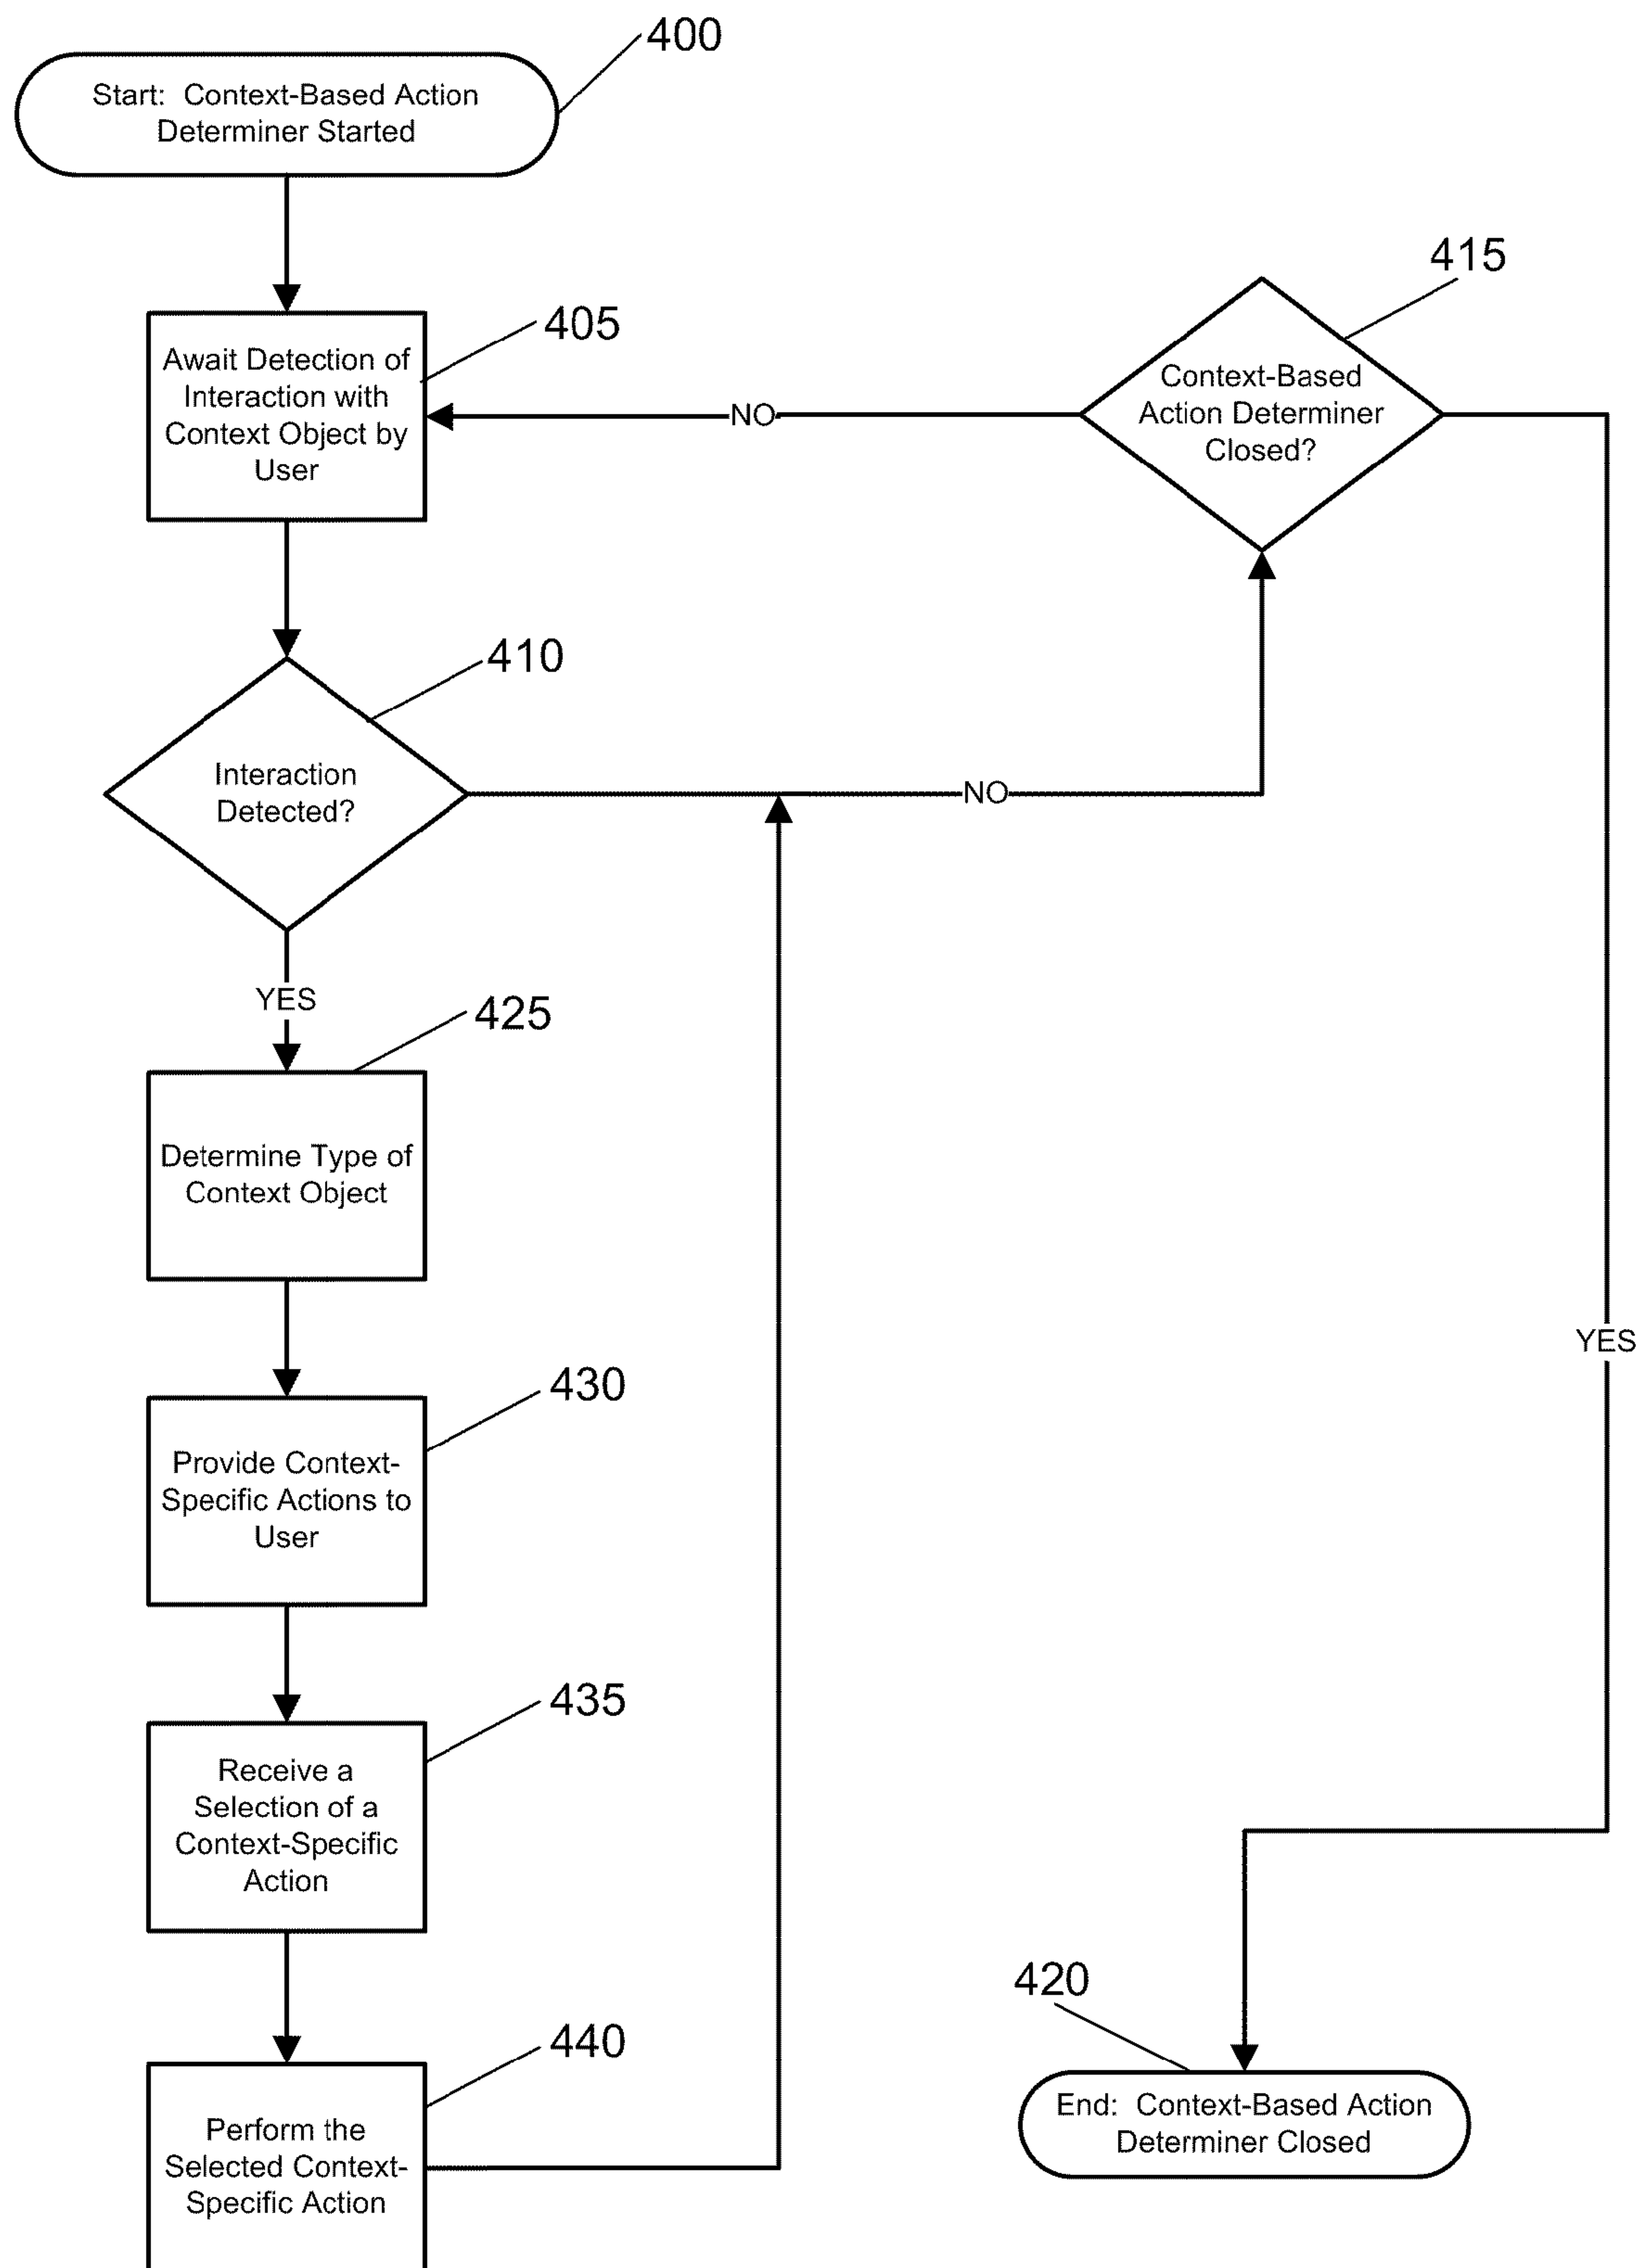 400
Start:  Context-Based Action
Determiner Started
415
405
Await Detection of
Interaction with
Context Object by
User
NO
Context-Based
Action Determiner
Closed?
410
Interaction
Detected?
NO
YES
425
Determine Type of
Context Object
YES
430
Provide Context-
Specific Actions to
User
435
Receive a
Selection of a
Context-Specific
Action
420
440
End:  Context-Based Action
Determiner Closed
Perform the
Selected Context-
Specific Action